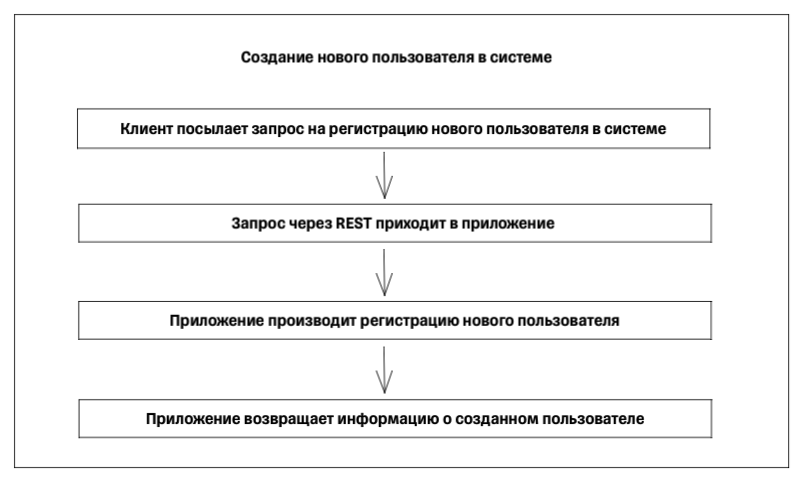 Создание нового пользователя в системе
Клиент посылает запрос на регистрацию нового пользователя в системе
Запрос через REST приходит в приложение
Приложение производит регистрацию нового пользователя
Приложение возвращает информацию о созданном пользователе